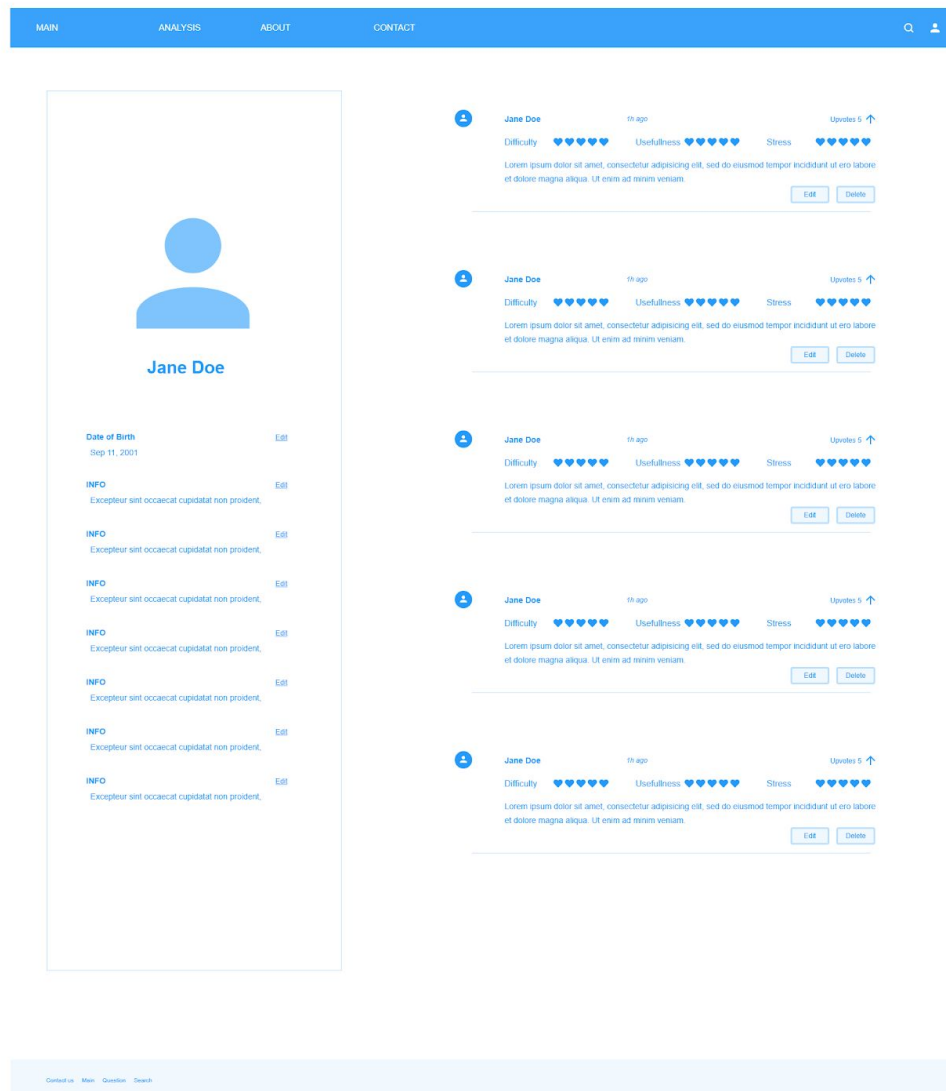 MAIN ANALYSIS ABOUT CONTACT
Jane Doe
Date of Birth Edit
Sep 11, 2001
INFO Edit
Excepteur sint occaecat cupidatat non proident,
INFO Edit
Excepteur sint occaecat cupidatat non proident,
INFO Edit
Excepteur sint occaecat cupidatat non proident,
INFO Edit
Excepteur sint occaecat cupidatat non proident,
INFO Edit
Excepteur sint occaecat cupidatat non proident,
INFO Edit
Excepteur sint occaecat cupidatat non proident,
INFO Edit
Excepteur sint occaecat cupidatat non proident,
Jane Doe 1h ago Upvotes 5
Difficulty Usefullness Stress
Lorem ipsum dolor sit amet, consectetur adipisicing elit, sed do eiusmod tempor incididunt ut ero labore
et dolore magna aliqua. Ut enim ad minim veniam.
Edit Delete
Jane Doe 1h ago Upvotes 5
Difficulty Usefullness Stress
Lorem ipsum dolor sit amet, consectetur adipisicing elit, sed do eiusmod tempor incididunt ut ero labore
et dolore magna aliqua. Ut enim ad minim veniam.
Edit Delete
Jane Doe 1h ago Upvotes 5
Difficulty Usefullness Stress
Lorem ipsum dolor sit amet, consectetur adipisicing elit, sed do eiusmod tempor incididunt ut ero labore
et dolore magna aliqua. Ut enim ad minim veniam.
Edit Delete
Jane Doe 1h ago Upvotes 5
Difficulty Usefullness Stress
Lorem ipsum dolor sit amet, consectetur adipisicing elit, sed do eiusmod tempor incididunt ut ero labore
et dolore magna aliqua. Ut enim ad minim veniam.
Edit Delete
Jane Doe 1h ago Upvotes 5
Difficulty Usefullness Stress
Lorem ipsum dolor sit amet, consectetur adipisicing elit, sed do eiusmod tempor incididunt ut ero labore
et dolore magna aliqua. Ut enim ad minim veniam.
Edit Delete
Contact us Main Question Search